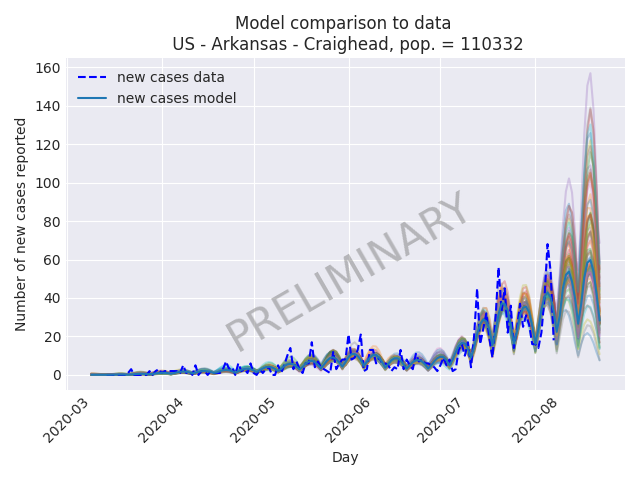 Model comparison to data
US - Arkansas - Craighead, pop. = 110332
new cases data
new cases model
160
140
120
100
80
60
40
20
0
Number of new cases reported
PRELIMINARY
2020-03
2020-04
2020-05
2020-06
2020-07
2020-08
Day